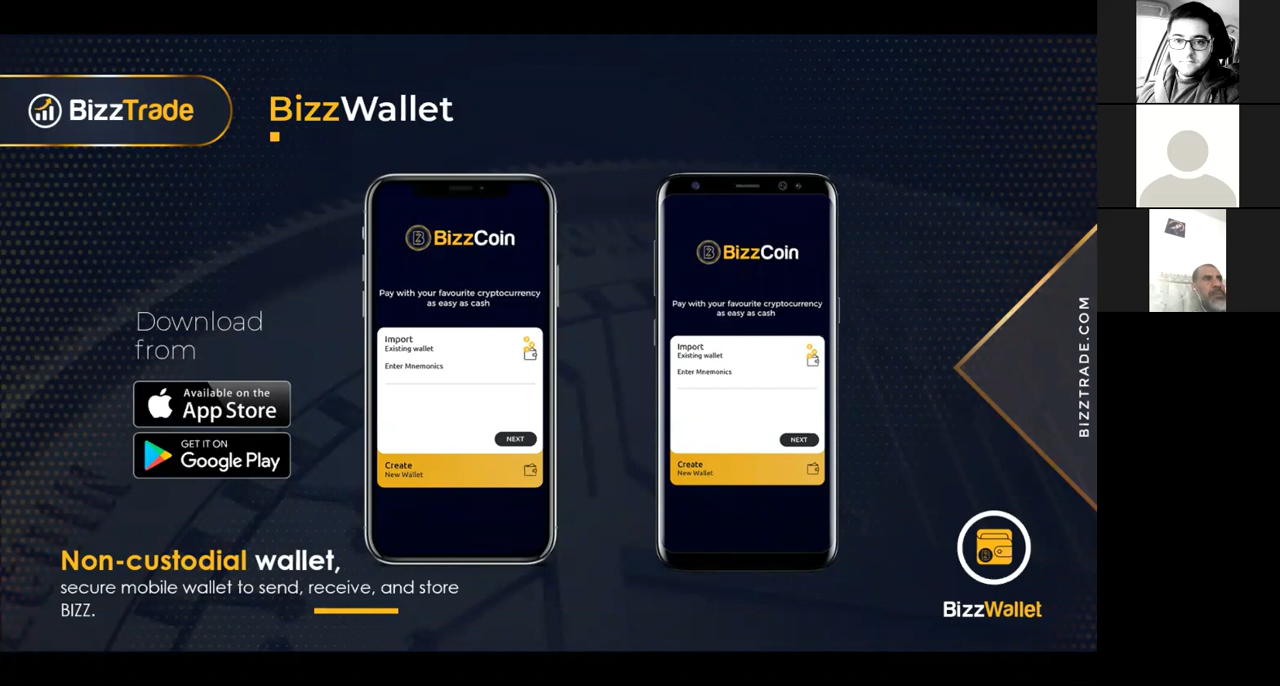 BizzTrade
BizzWallet
BizzCoin
Pay with your favourite cryptocurrency
as easy as cash
Import
Existing wallet
Enter Mnemonics
NEXT
Create
New Wallet
BizzCoin
Pay with your favourite cryptocurrency
as easy as cash
Import
Existing wallet
Enter Mnemonics
NEXT
Create
New Wallet
Download
from
Available on the
App Store
GET IT ON
Google Play
BIZZTRADE.COM
Non-custodial wallet,
secure mobile wallet to send, receive, and store
BIZZ.
BizzWallet